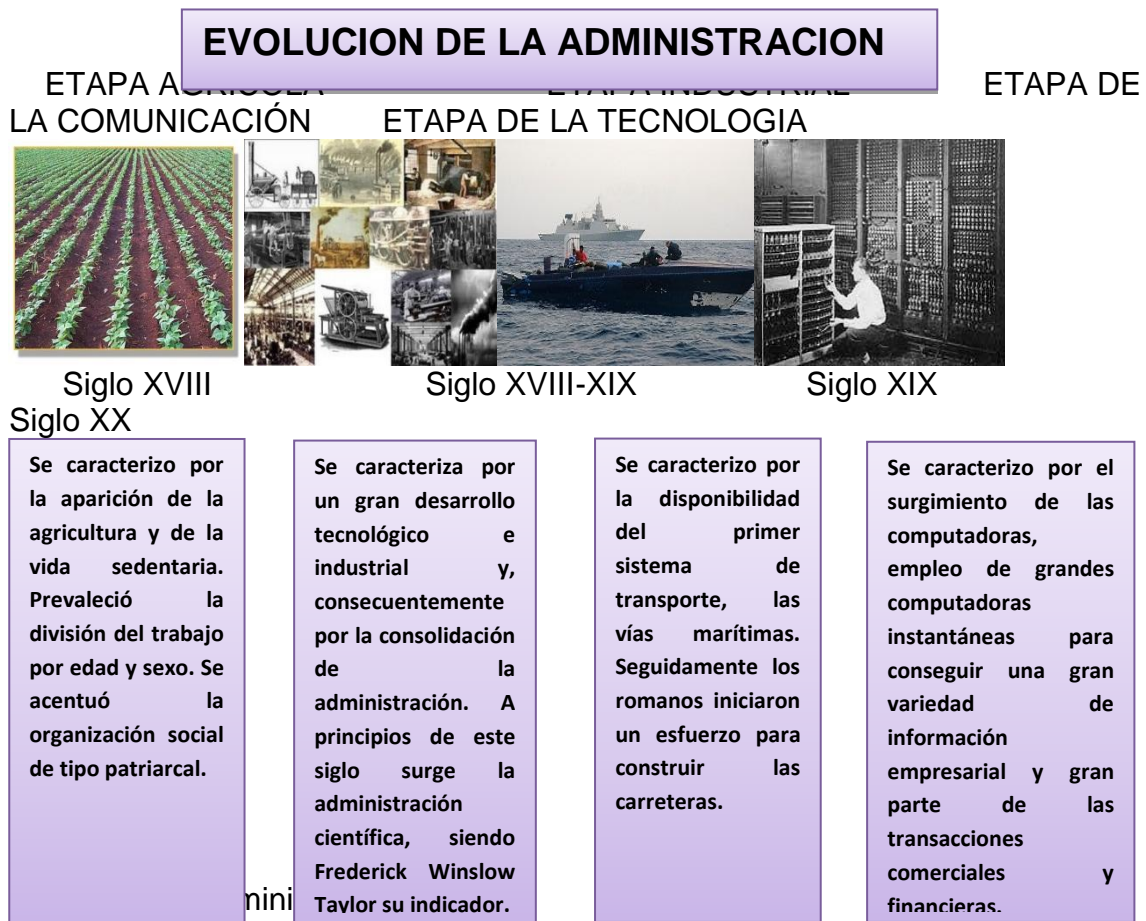 EVOLUCION DE LA ADMINISTRACION
ETAPA AGRICOLA ETAPA INDUSTRIAL ETAPA DE
LA COMUNICACIÓN ETAPA DE LA TECNOLOGIA
Siglo XVIII Siglo XVIII-XIX Siglo XIX
Siglo XX
Se caracterizo por
la aparición de la
agricultura y de la
vida sedentaria.
Prevaleció la
división del trabajo
por edad y sexo. Se
acentuó la
organización social
de tipo patriarcal.
Se caracteriza por
un gran desarrollo
tecnológico e
industrial y,
consecuentemente
por la consolidación
de la
administración. A
principios de este
siglo surge la
administración
científica, siendo
Frederick Winslow
Taylor su indicador.
Se caracterizo por
la disponibilidad
del primer
sistema de
transporte, las
vías marítimas.
Seguidamente los
romanos iniciaron
un esfuerzo para
construir las
carreteras.
Se caracterizo por el
surgimiento de las
computadoras,
empleo de grandes
computadoras
instantáneas para
conseguir una gran
variedad de
información
empresarial y gran
parte de las
transacciones
comerciales y
financieras.